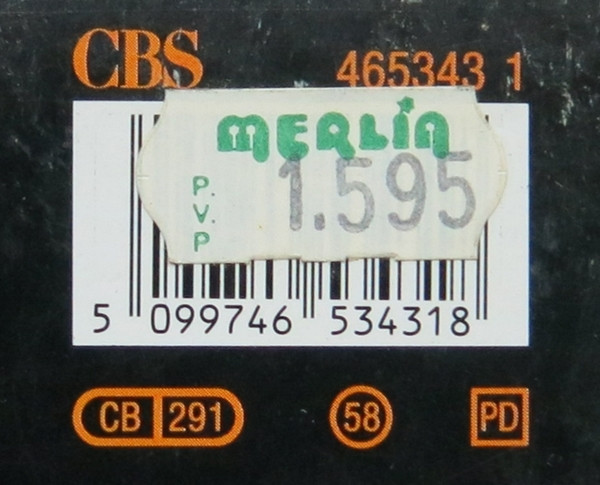 CBS
465343 1
MERLIN
P.
V.
P
1.595
5 099746 534318
CB 291
58
PD